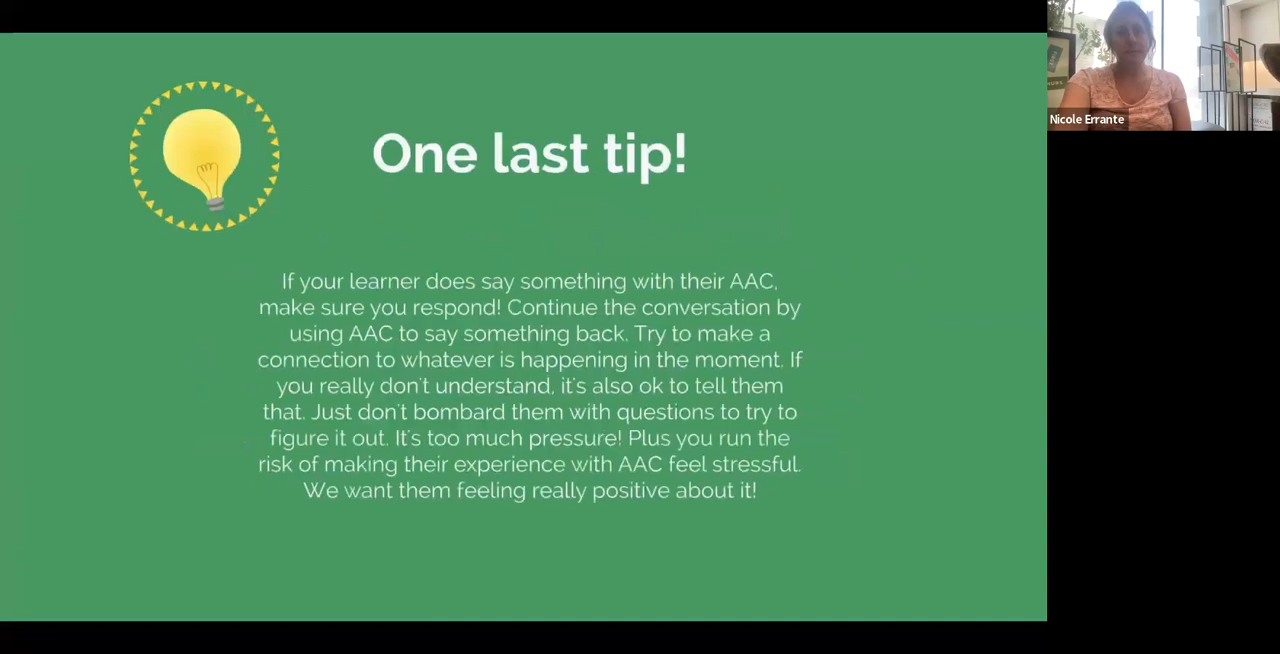 One last tip!
If your learner does say something with their AAC,
make sure you respond! Continue the conversation by
using AAC to say something back. Try to make a
connection to whatever is happening in the moment. If
you really don't understand, it's also ok to tell them
that. Just don't bombard them with questions to try to
figure it out. It's too much pressure! Plus you run the
risk of making their experience with AAC feel stressful.
We want them feeling really positive about it!
Nicole Errante